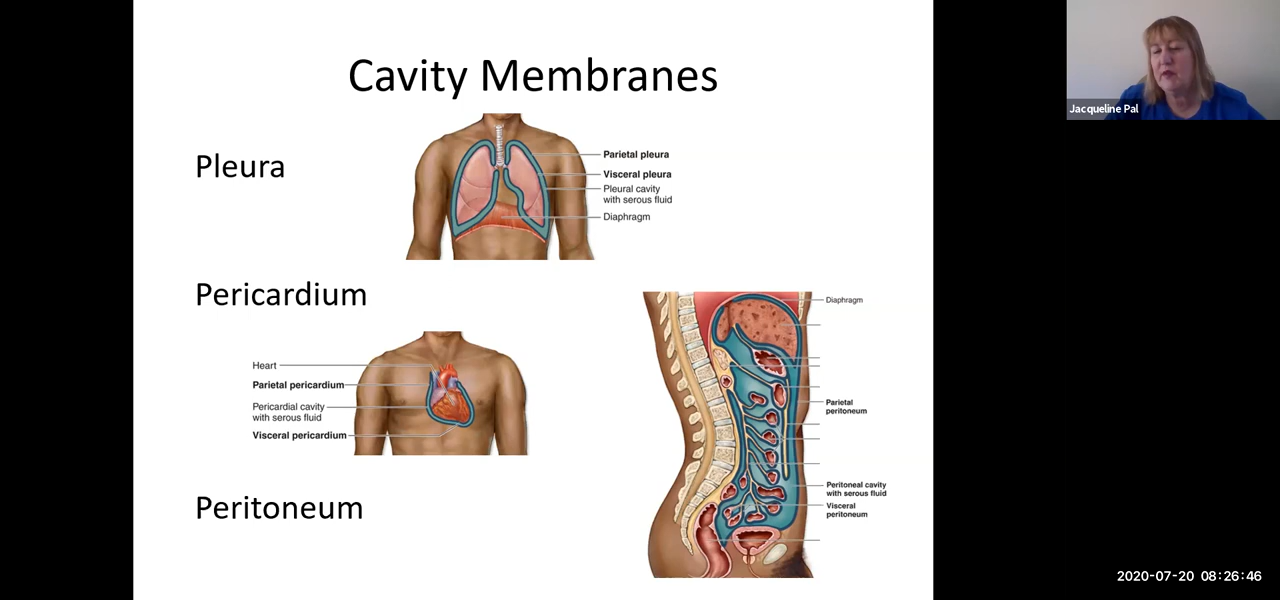 Cavity Membranes
Pleura
Parietal pleura
Visceral pleura
Pleural cavity
with serous fluid
Diaphragm
Pericardium
Heart
Parietal pericardium
Pericardial cavity
with serous fluid
Visceral pericardium
Peritoneum
Diaphragm
Parietal
peritoneum
Peritoneal cavity
with serous fluid
Visceral
peritoneum
Jacqueline Pal
2020-07-20 08:26:46